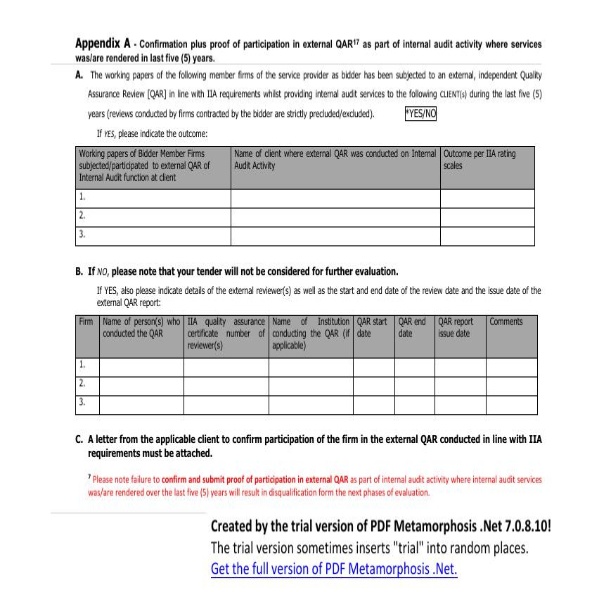 Appendix A - Confirmation plus proof of participation in external QAR17 as part of internal audit activity where services
was/are rendered in last five (5) years.
A. The working papers of the following member firms of the service provider as bidder has been subjected to an external, independent Quality
Assurance Review [QAR] in line with IIA requirements whilst providing internal audit services to the following CLIENT(s) during the last five (5)
years (reviews conducted by firms contracted by the bidder are strictly precluded/excluded). *YES/NO
If YES, please indicate the outcome:
Working papers of Bidder Member Firms
subjected/participated to external QAR of
Internal Audit function at client
Name of client where external QAR was conducted on Internal
Audit Activity
Outcome per IIA rating
scales
1.
2.
3.
B. If NO, please note that your tender will not be considered for further evaluation.
If YES, also please indicate details of the external reviewer(s) as well as the start and end date of the review date and the issue date of the
external QAR report:
Firm
Name of person(s) who
conducted the QAR
IIA quality assurance
certificate number of
reviewer(s)
Name of Institution
conducting the QAR (if
applicable)
QAR start
date
QAR end
date
QAR report
issue date
Comments
1.
2.
3.
C. A letter from the applicable client to confirm participation of the firm in the external QAR conducted in line with IIA
requirements must be attached.
7 Please note failure to confirm and submit proof of participation in external QAR as part of internal audit activity where internal audit services
was/are rendered over the last five (5) years will result in disqualification form the next phases of evaluation.
Created by the trial version of PDF Metamorphosis .Net 7.0.8.10!
The trial version sometimes inserts "trial" into random places.
Get the full version of PDF Metamorphosis .Net.